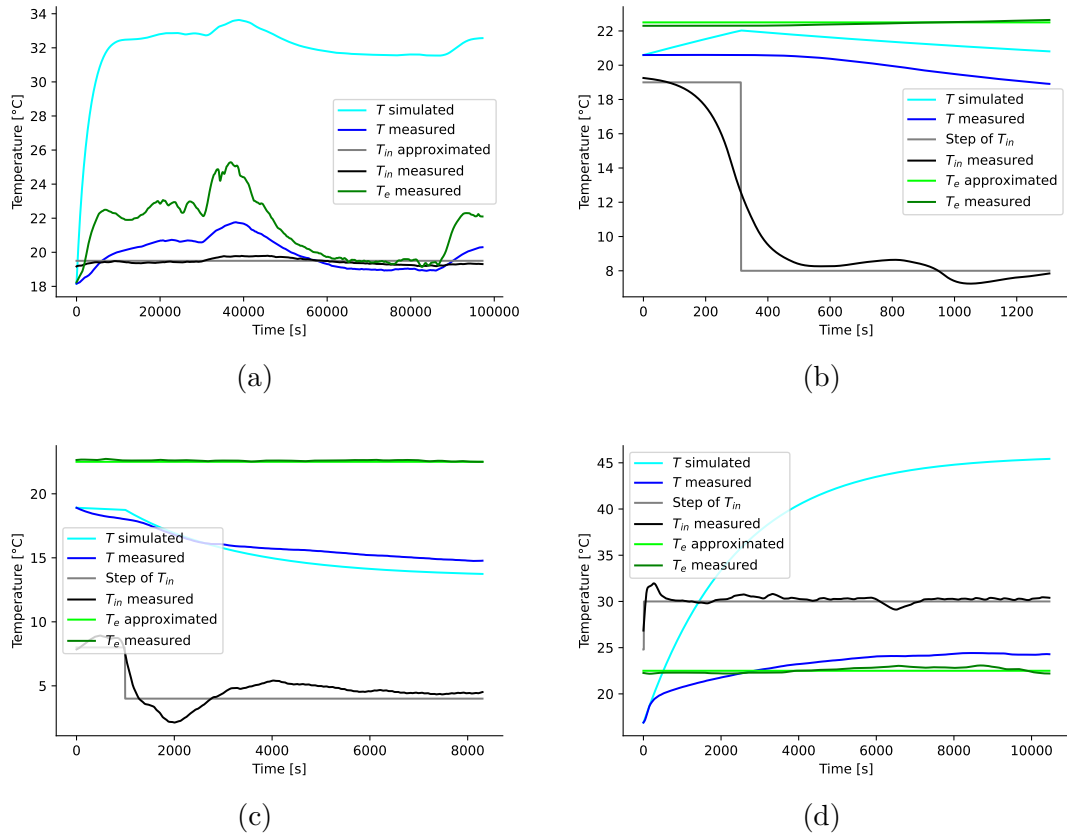 34
32
30
28
26
24
22
20
18
Temperature [°C]
T simulated
T measured
T_in approximated
T_in measured
T_e measured
0 20000 40000 60000 80000 100000
Time [s]
(a)
22
20
18
16
14
12
10
8
Temperature [°C]
T simulated
T measured
Step of T_in
T_in measured
T_e approximated
T_e measured
0 200 400 600 800 1000 1200
Time [s]
(b)
20
15
10
5
Temperature [°C]
T simulated
T measured
Step of T_in
T_in measured
T_e approximated
T_e measured
0 2000 4000 6000 8000
Time [s]
(c)
45
40
35
30
25
20
Temperature [°C]
T simulated
T measured
Step of T_in
T_in measured
T_e approximated
T_e measured
0 2000 4000 6000 8000 10000
Time [s]
(d)